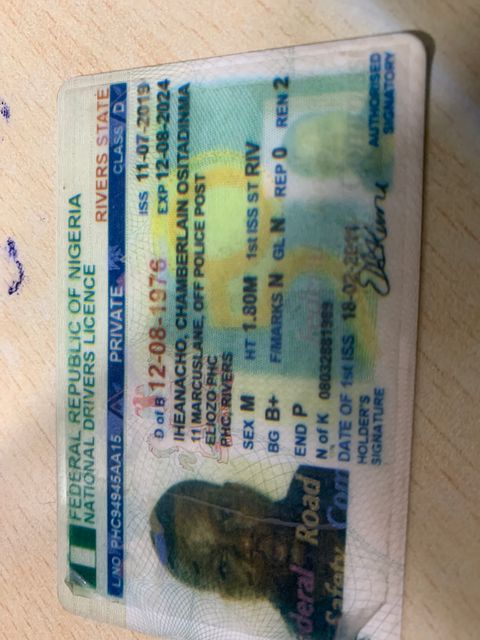 FEDERAL REPUBLIC OF NIGERIA
NATIONAL DRIVERS LICENCE
RIVERS STATE
L/NO PHC94945AA15 PRIVATE CLASS D
ISS 11-07-2019
D of B 12-08-1976 EXP 12-08-2024
IHEANACHO, CHAMBERLAIN OSITADINMA
11 MARCUSLANE, OFF POLICE POST
ELIOZO PHC
PHC, RIVERS
SEX M HT 1.80M 1st ISS ST RIV
BG B+ F/MARKS N GL N REP 0 REN 2
END P
deral Road
Safety Com
Federal
N of K 08032881989
DATE OF 1st ISS 18-02-2011
HOLDER'S
SIGNATURE
AUTHORISED
SIGNATORY